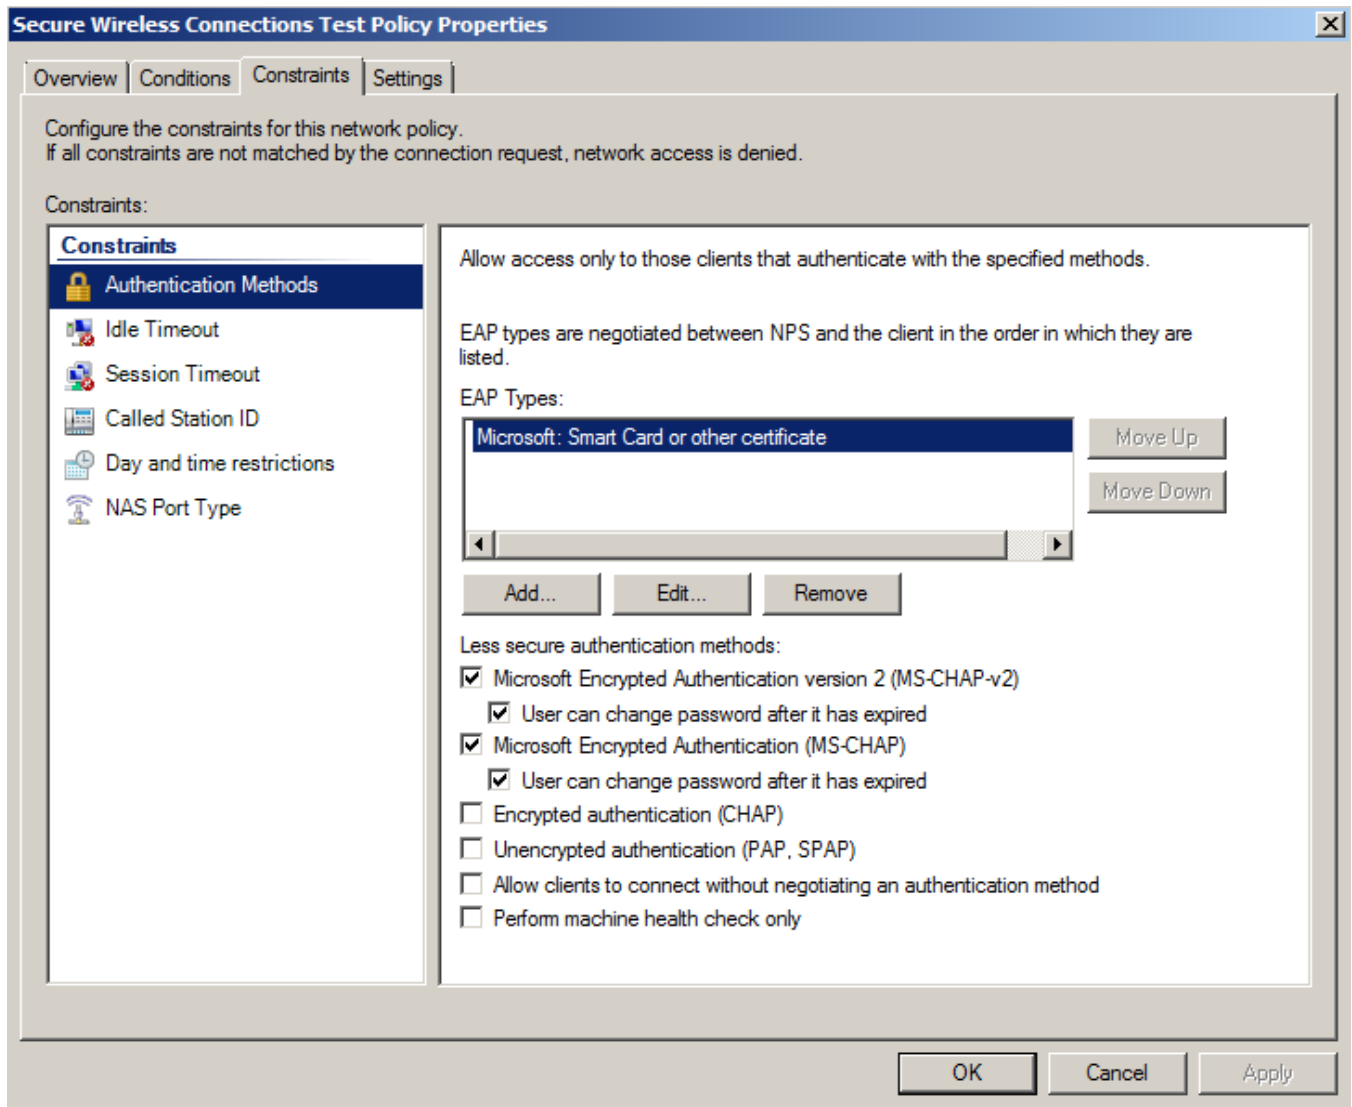 Secure Wireless Connections Test Policy Properties
Overview
Conditions
Constraints
Settings
Configure the constraints for this network policy.
If all constraints are not matched by the connection request, network access is denied.
Constraints:
Constraints
Authentication Methods
Idle Timeout
Session Timeout
Called Station ID
Day and time restrictions
NAS Port Type
Allow access only to those clients that authenticate with the specified methods.
EAP types are negotiated between NPS and the client in the order in which they are
listed.
EAP Types:
Microsoft: Smart Card or other certificate
Move Up
Move Down
Add...
Edit...
Remove
Less secure authentication methods:
Microsoft Encrypted Authentication version 2 (MS-CHAP-v2)
User can change password after it has expired
Microsoft Encrypted Authentication (MS-CHAP)
User can change password after it has expired
Encrypted authentication (CHAP)
Unencrypted authentication (PAP, SPAP)
Allow clients to connect without negotiating an authentication method
Perform machine health check only
OK
Cancel
Apply